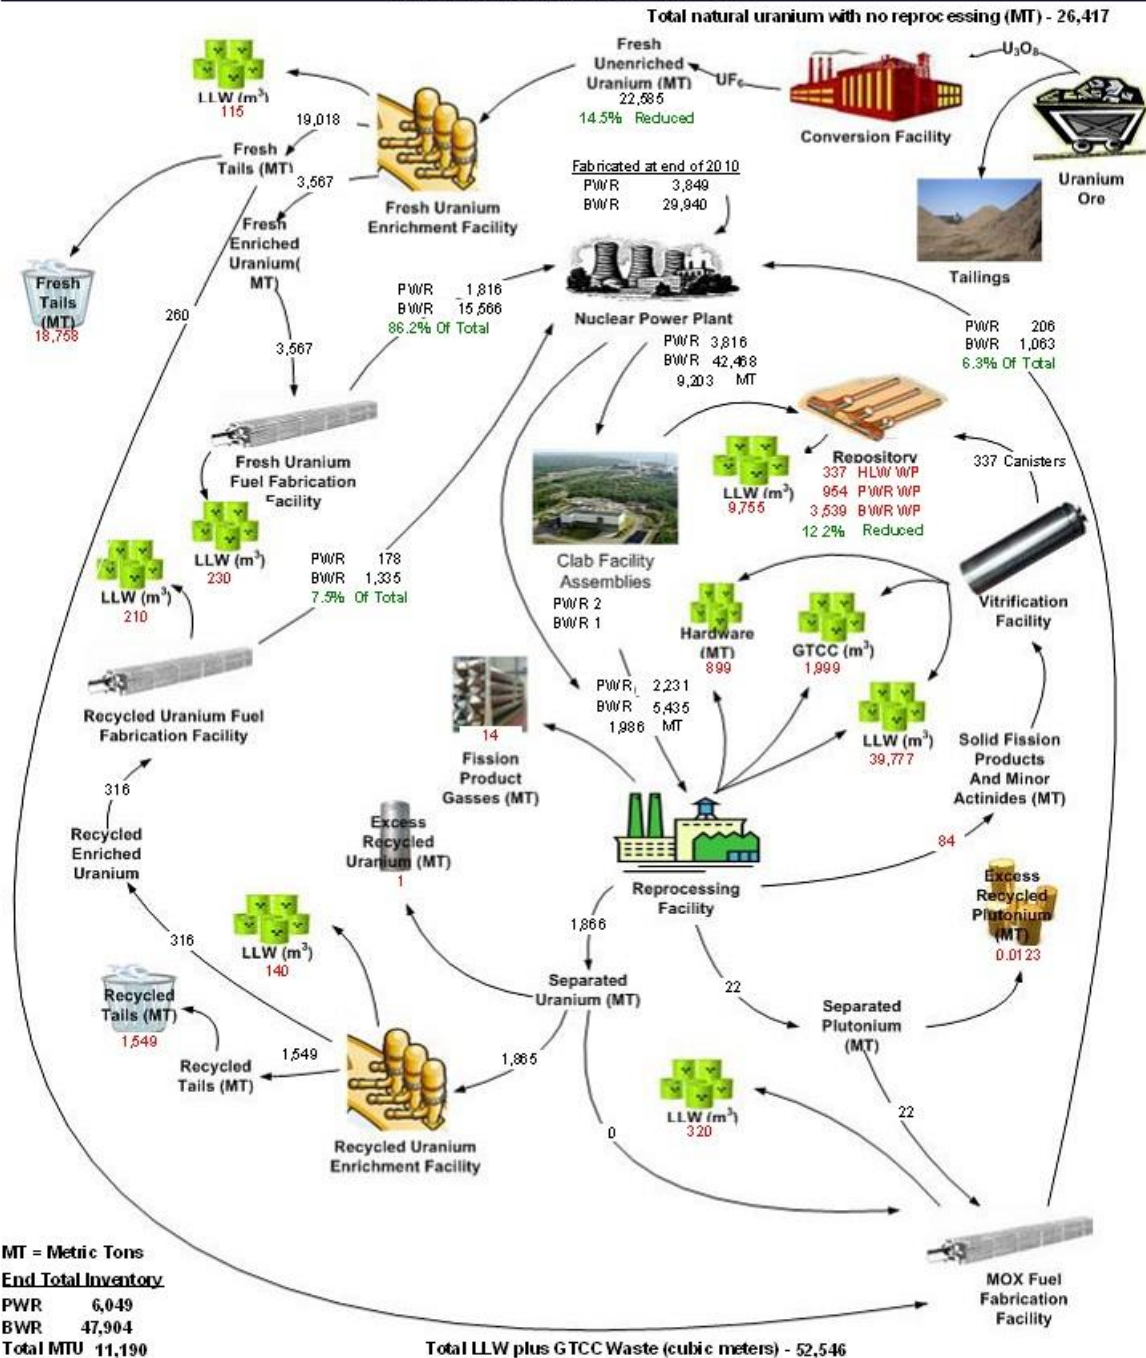 Total natural uranium with no reprocessing (MT) - 26,417
LLW (m³)
115
Fresh
Unenriched
Uranium (MT)
22,585
14.5% Reduced
UF₆
Conversion Facility
U₃O₈
Uranium
Ore
Tailings
19,018
Fresh
Tails (MT)
3,567
Fresh Uranium
Enrichment Facility
Fresh
Enriched
Uranium(
MT)
Fresh
Tails
(MT)
18,758
260
3,567
Fabricated at end of 2010
PWR 3,849
BWR 29,940
Nuclear Power Plant
PWR 1,816
BWR 15,566
86.2% Of Total
PWR 3,816
BWR 42,468
9,203 MT
PWR 206
BWR 1,063
6.3% Of Total
Fresh Uranium
Fuel Fabrication
Facility
LLW (m³)
230
LLW (m³)
9,755
Repository
337 HLW WP
954 PWR WP
3,539 BWR WP
12.2% Reduced
337 Canisters
Clab Facility
Assemblies
PWR 2
BWR 1
LLW (m³)
210
PWR 178
BWR 1,335
7.5% Of Total
Vitrification
Facility
Hardware
(MT)
899
GTCC (m³)
1,999
LLW (m³)
39,777
Recycled Uranium Fuel
Fabrication Facility
14
Fission
Product
Gasses (MT)
PWR 2,231
BWR 5,435
1,986 MT
Solid Fission
Products
And Minor
Actinides (MT)
316
Recycled
Enriched
Uranium
Excess
Recycled
Uranium (MT)
1
Reprocessing
Facility
84
Excess
Recycled
Plutonium
(MT)
0.0123
316
LLW (m³)
140
1,866
Separated
Uranium (MT)
22
Separated
Plutonium
(MT)
Recycled
Tails (MT)
1,549
1,549
Recycled
Tails (MT)
1,865
Recycled Uranium
Enrichment Facility
0
LLW (m³)
320
22
MOX Fuel
Fabrication
Facility
MT = Metric Tons
End Total Inventory
PWR 6,049
BWR 47,904
Total MTU 11,190
Total LLW plus GTCC Waste (cubic meters) - 52,546